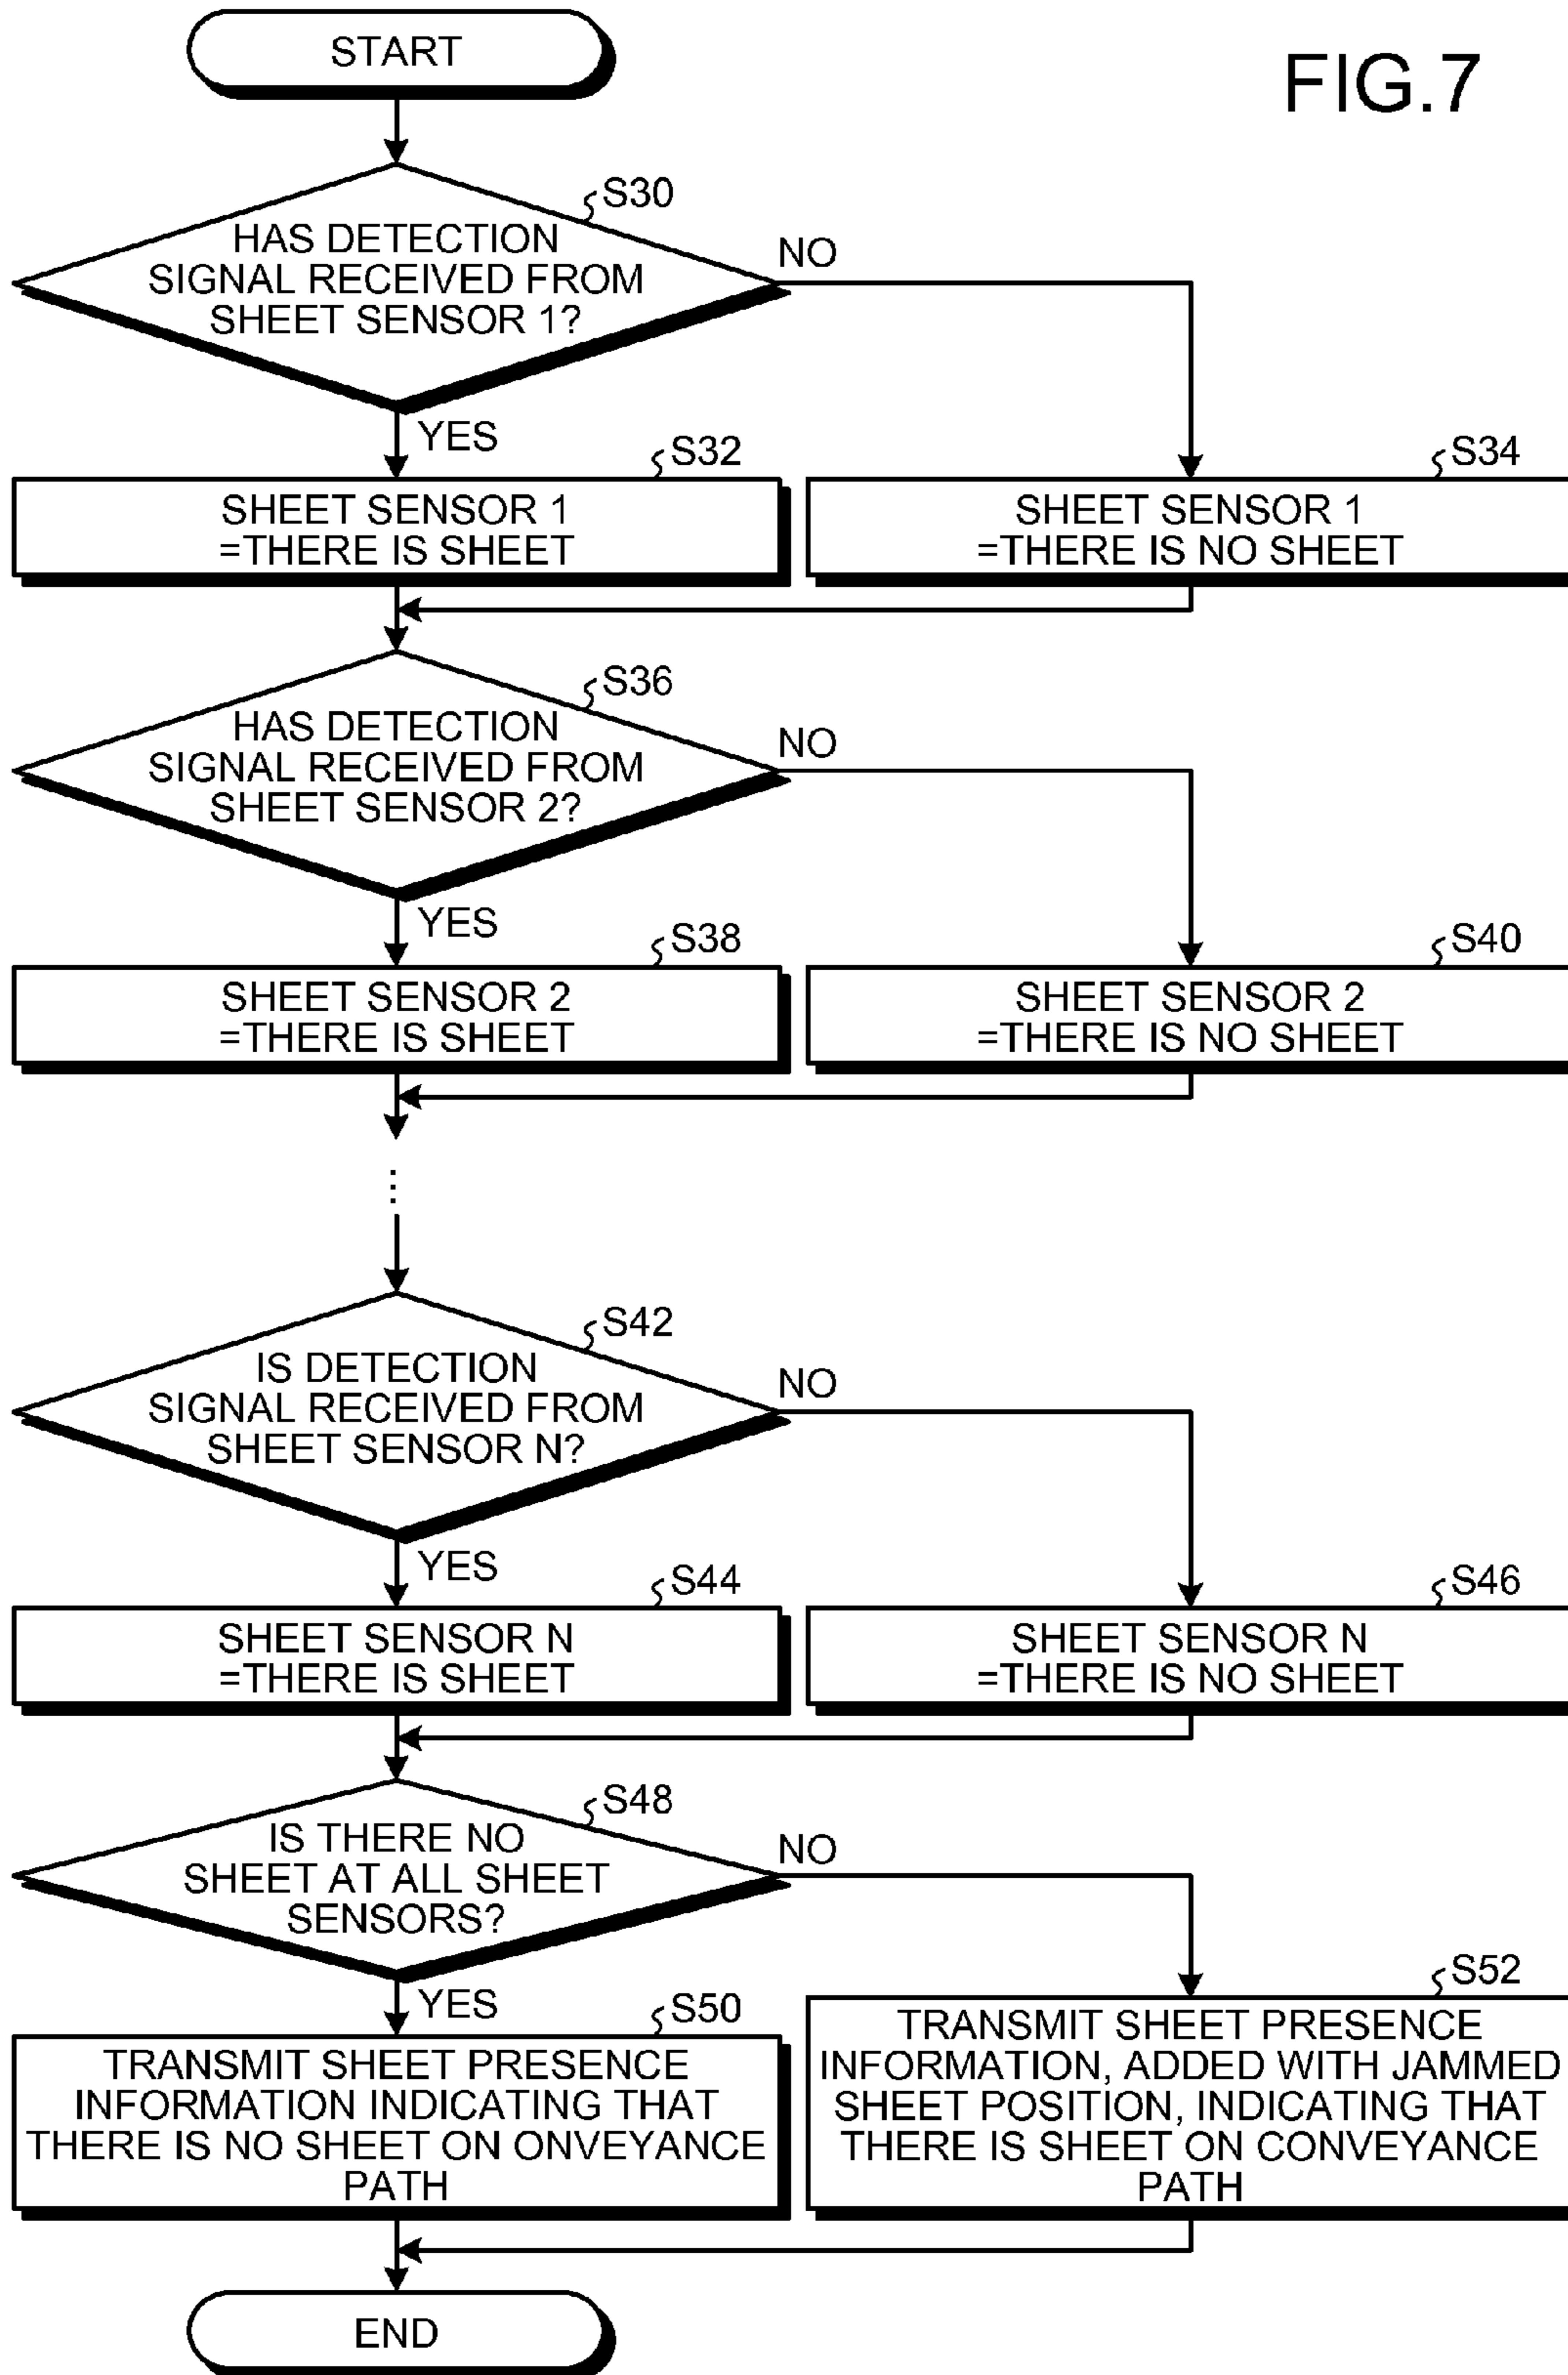 START
FIG.7
S30
HAS DETECTION
SIGNAL RECEIVED FROM
SHEET SENSOR 1?
NO
YES
S32
SHEET SENSOR 1
=THERE IS SHEET
S34
SHEET SENSOR 1
=THERE IS NO SHEET
S36
HAS DETECTION
SIGNAL RECEIVED FROM
SHEET SENSOR 2?
NO
YES
S38
SHEET SENSOR 2
=THERE IS SHEET
S40
SHEET SENSOR 2
=THERE IS NO SHEET
...
S42
IS DETECTION
SIGNAL RECEIVED FROM
SHEET SENSOR N?
NO
YES
S44
SHEET SENSOR N
=THERE IS SHEET
S46
SHEET SENSOR N
=THERE IS NO SHEET
S48
IS THERE NO
SHEET AT ALL SHEET
SENSORS?
NO
YES
S50
TRANSMIT SHEET PRESENCE
INFORMATION INDICATING THAT
THERE IS NO SHEET ON ONVEYANCE
PATH
S52
TRANSMIT SHEET PRESENCE
INFORMATION, ADDED WITH JAMMED
SHEET POSITION, INDICATING THAT
THERE IS SHEET ON CONVEYANCE
PATH
END